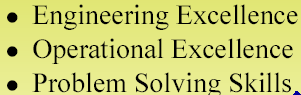 • Engineering Excellence
• Operational Excellence
• Problem Solving Skills